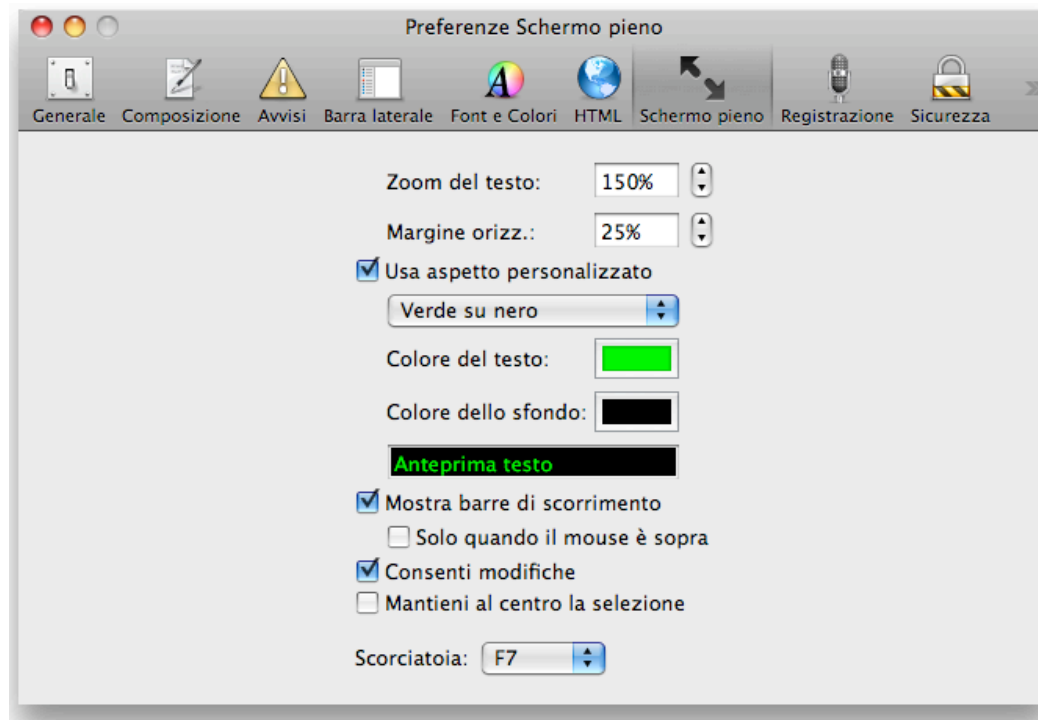 Preferenze Schermo pieno
Generale Composizione Avvisi Barra laterale Font e Colori HTML Schermo pieno Registrazione Sicurezza
Zoom del testo: 150%
Margine orizz.: 25%
Usa aspetto personalizzato
Verde su nero
Colore del testo:
Colore dello sfondo:
Anteprima testo
Mostra barre di scorrimento
Solo quando il mouse è sopra
Consenti modifiche
Mantieni al centro la selezione
Scorciatoia: F7